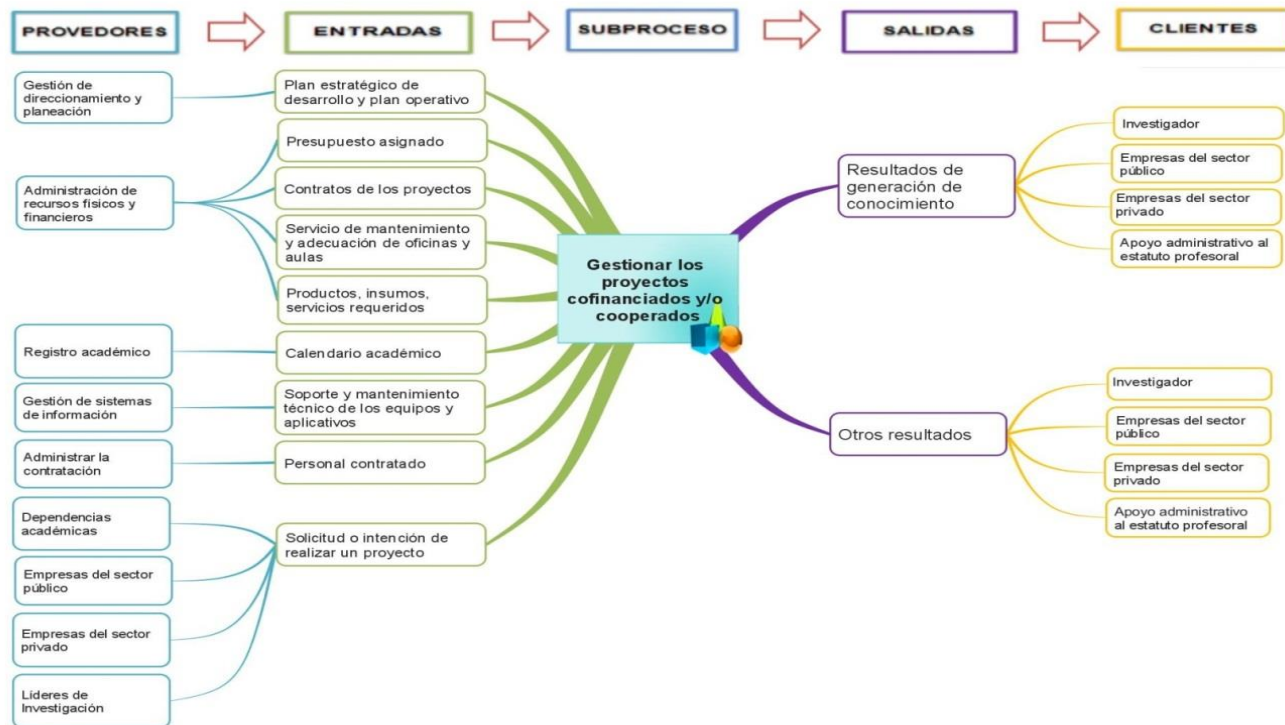 PROVEDORES
ENTRADAS
SUBPROCESO
SALIDAS
CLIENTES
Gestión de
direccionamiento y
planeación
Administración de
recursos físicos y
financieros
Registro académico
Gestión de sistemas
de información
Administrar la
contratación
Dependencias
académicas
Empresas del sector
público
Empresas del sector
privado
Líderes de
Investigación
Plan estratégico de
desarrollo y plan operativo
Presupuesto asignado
Contratos de los proyectos
Servicio de mantenimiento
y adecuación de oficinas y
aulas
Productos, insumos,
servicios requeridos
Calendario académico
Soporte y mantenimiento
técnico de los equipos y
aplicativos
Personal contratado
Solicitud o intención de
realizar un proyecto
Gestionar los
proyectos
cofinanciados y/o
cooperados
Resultados de
generación de
conocimiento
Otros resultados
Investigador
Empresas del sector
público
Empresas del sector
privado
Apoyo administrativo al
estatuto profesoral
Investigador
Empresas del sector
público
Empresas del sector
privado
Apoyo administrativo
al estatuto profesoral